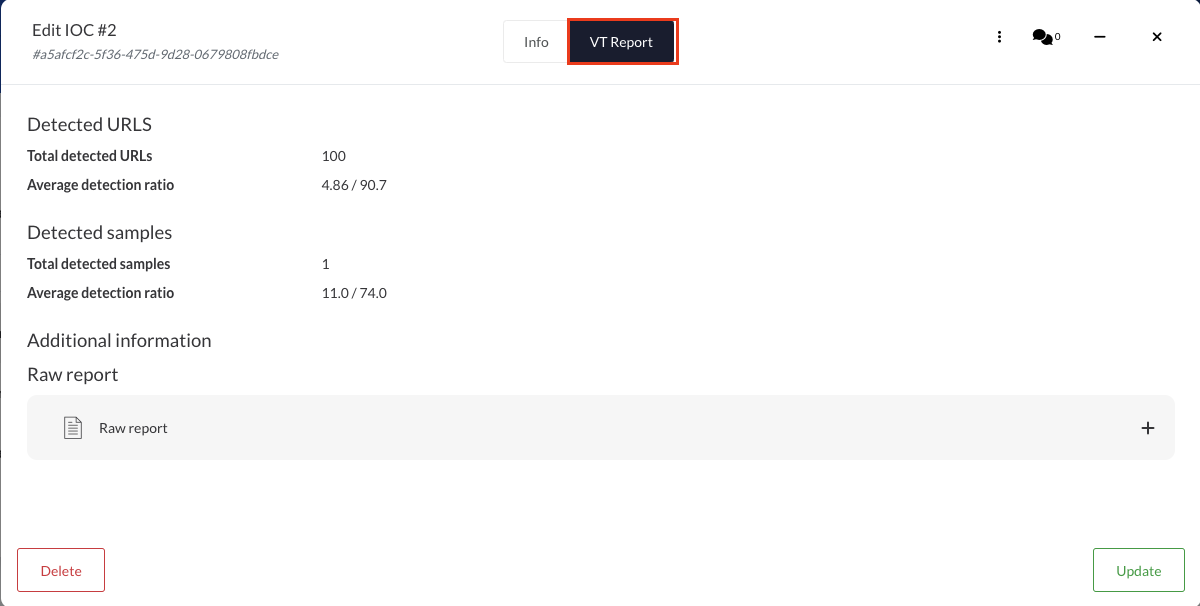 Edit IOC #2
#a5afcf2c-5f36-475d-9d28-0679808fbdce
Info
VT Report
0
Detected URLS
Total detected URLs 100
Average detection ratio 4.86 / 90.7
Detected samples
Total detected samples 1
Average detection ratio 11.0 / 74.0
Additional information
Raw report
Raw report
Delete
Update